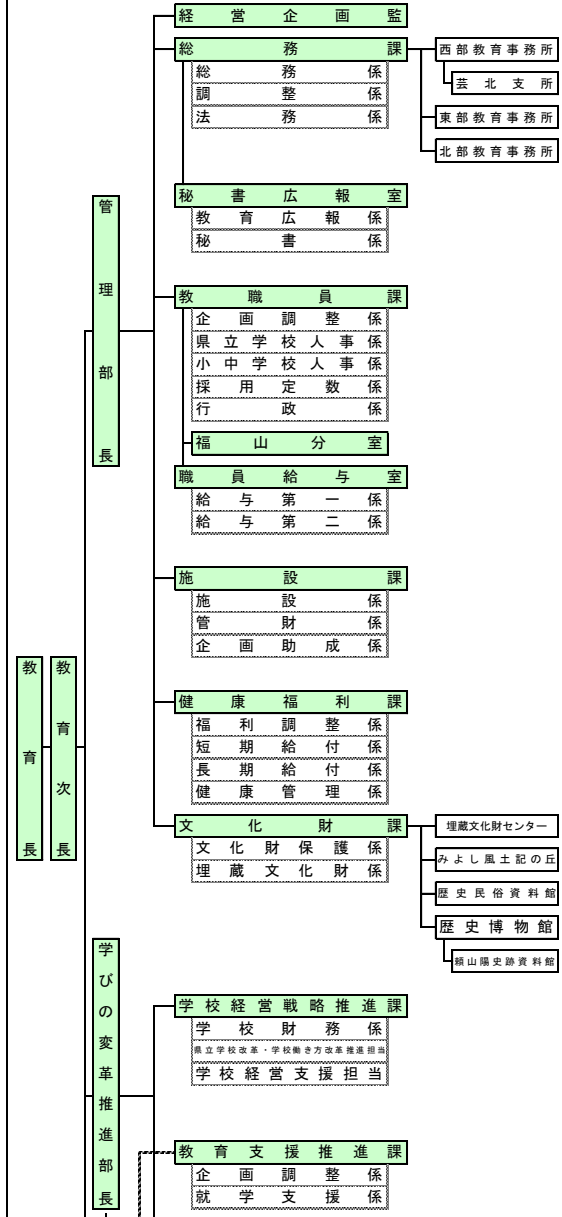 経営企画監
総務課
西部教育事務所
総務係
芸北支所
調整係
法務係
東部教育事務所
北部教育事務所
管理部長
秘書広報室
教育広報係
秘書係
教職員課
企画調整係
県立学校人事係
小中学校人事係
採用定数係
行政係
福山分室
職員給与室
給与第一係
給与第二係
施設課
施設係
管財係
企画助成係
教育長
教育次長
健康福利課
福利調整係
短期給付係
長期給付係
健康管理係
文化財課
埋蔵文化財センター
文化財保護係
みよし風土記の丘
埋蔵文化財係
歴史民俗資料館
歴史博物館
頼山陽史跡資料館
学びの変革推進部長
学校経営戦略推進課
学校財務係
県立学校改革・学校働き方改革推進担当
学校経営支援担当
教育支援推進課
企画調整係
就学支援係